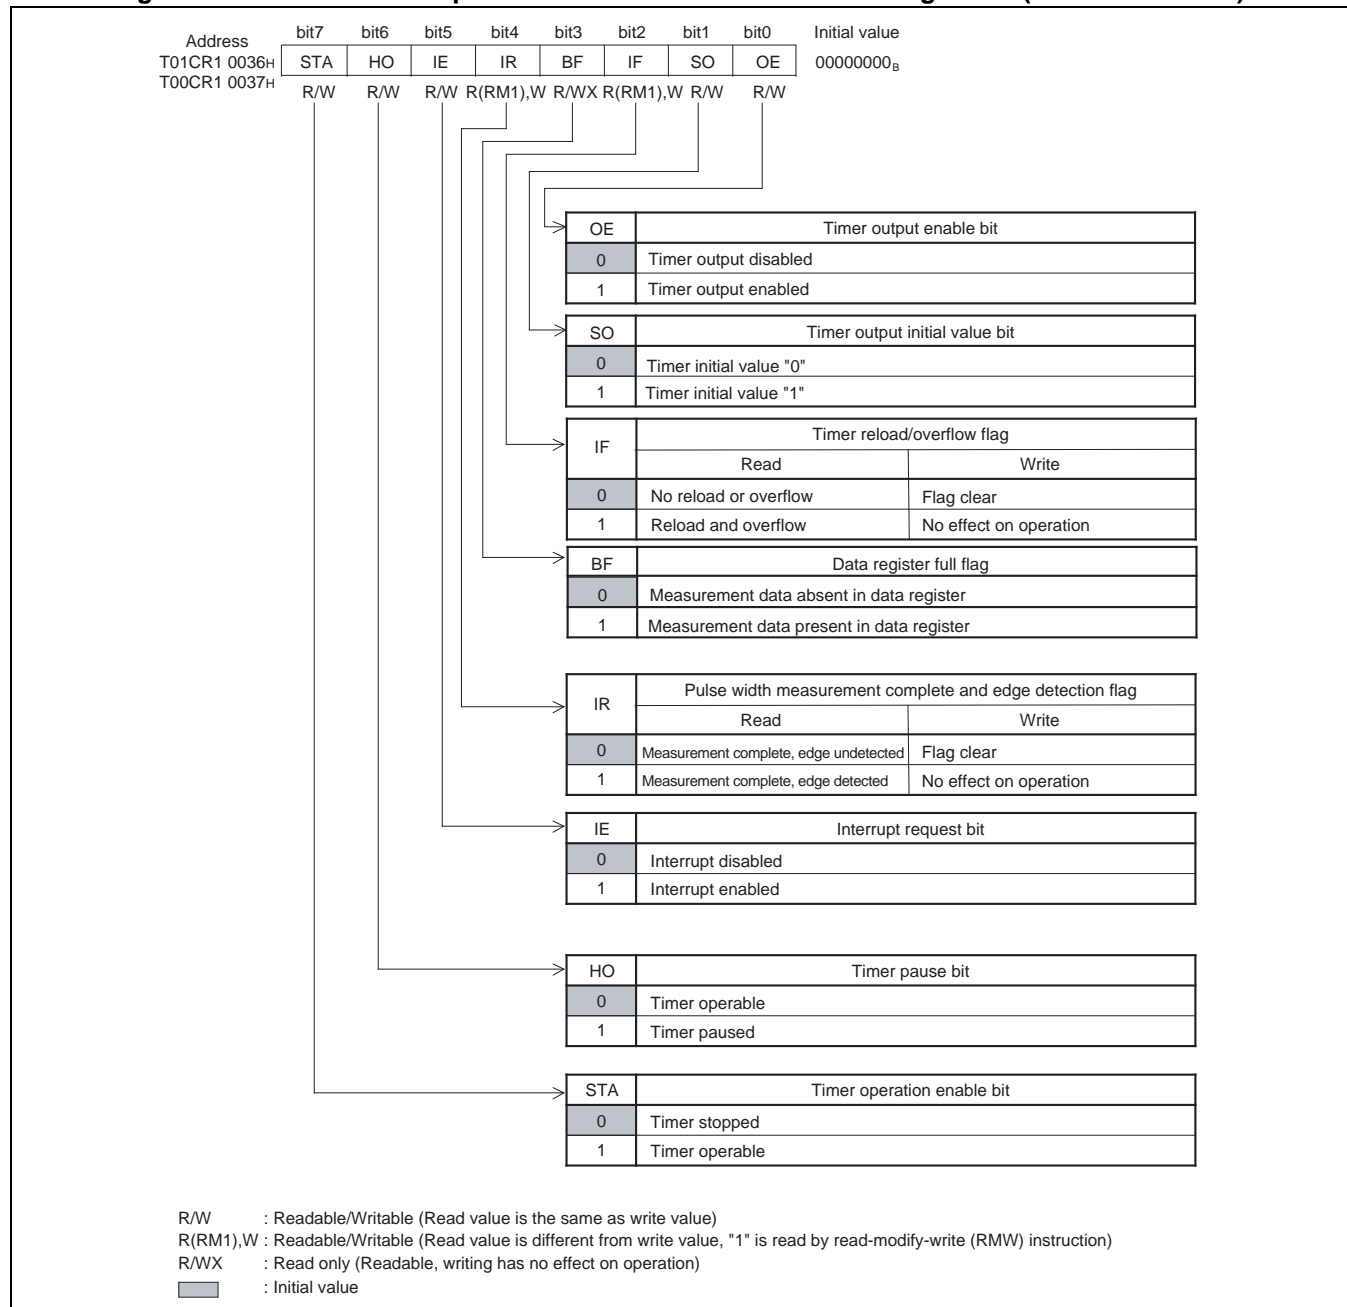 bit7 bit6 bit5 bit4 bit3 bit2 bit1 bit0 Initial value
Address
T01CR1 0036H STA HO IE IR BF IF SO OE 00000000B
T00CR1 0037H
R/W R/W R/W R(RM1),W R/WX R(RM1),W R/W R/W
OE Timer output enable bit
0 Timer output disabled
1 Timer output enabled
SO Timer output initial value bit
0 Timer initial value "0"
1 Timer initial value "1"
IF Timer reload/overflow flag
Read Write
0 No reload or overflow Flag clear
1 Reload and overflow No effect on operation
BF Data register full flag
0 Measurement data absent in data register
1 Measurement data present in data register
IR Pulse width measurement complete and edge detection flag
Read Write
0 Measurement complete, edge undetected Flag clear
1 Measurement complete, edge detected No effect on operation
IE Interrupt request bit
0 Interrupt disabled
1 Interrupt enabled
HO Timer pause bit
0 Timer operable
1 Timer paused
STA Timer operation enable bit
0 Timer stopped
1 Timer operable
R/W : Readable/Writable (Read value is the same as write value)
R(RM1),W : Readable/Writable (Read value is different from write value, "1" is read by read-modify-write (RMW) instruction)
R/WX : Read only (Readable, writing has no effect on operation)
: Initial value